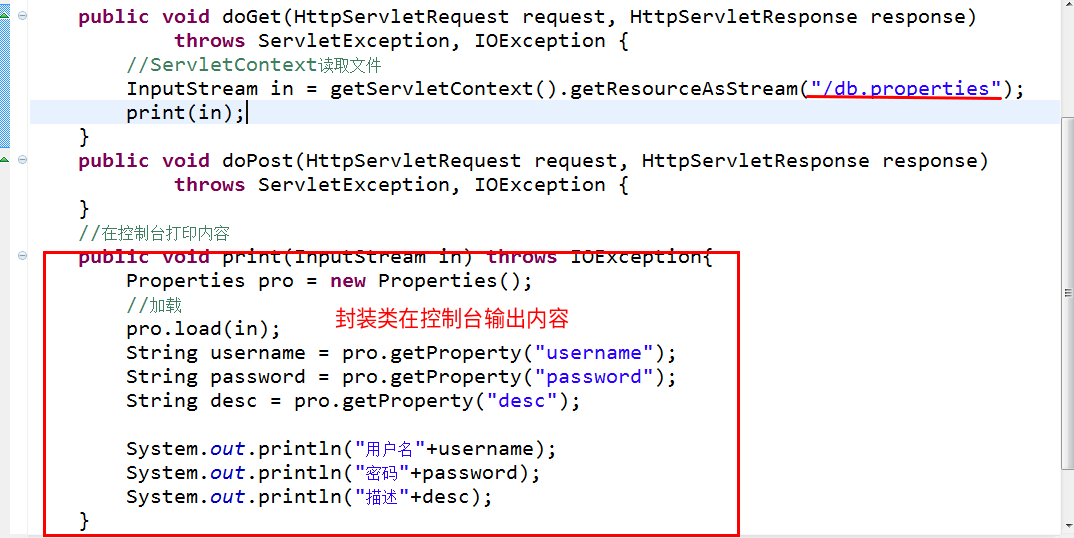 public void doGet(HttpServletRequest request, HttpServletResponse response)
throws ServletException, IOException {
//ServletContext读取文件
InputStream in = getServletContext().getResourceAsStream("/db.properties");
print(in);
}
public void doPost(HttpServletRequest request, HttpServletResponse response)
throws ServletException, IOException {
}
//在控制台打印内容
public void print(InputStream in) throws IOException{
Properties pro = new Properties();
//加载
封装类在控制台输出内容
pro.load(in);
String username = pro.getProperty("username");
String password = pro.getProperty("password");
String desc = pro.getProperty("desc");
System.out.println("用户名"+username);
System.out.println("密码"+password);
System.out.println("描述"+desc);
}